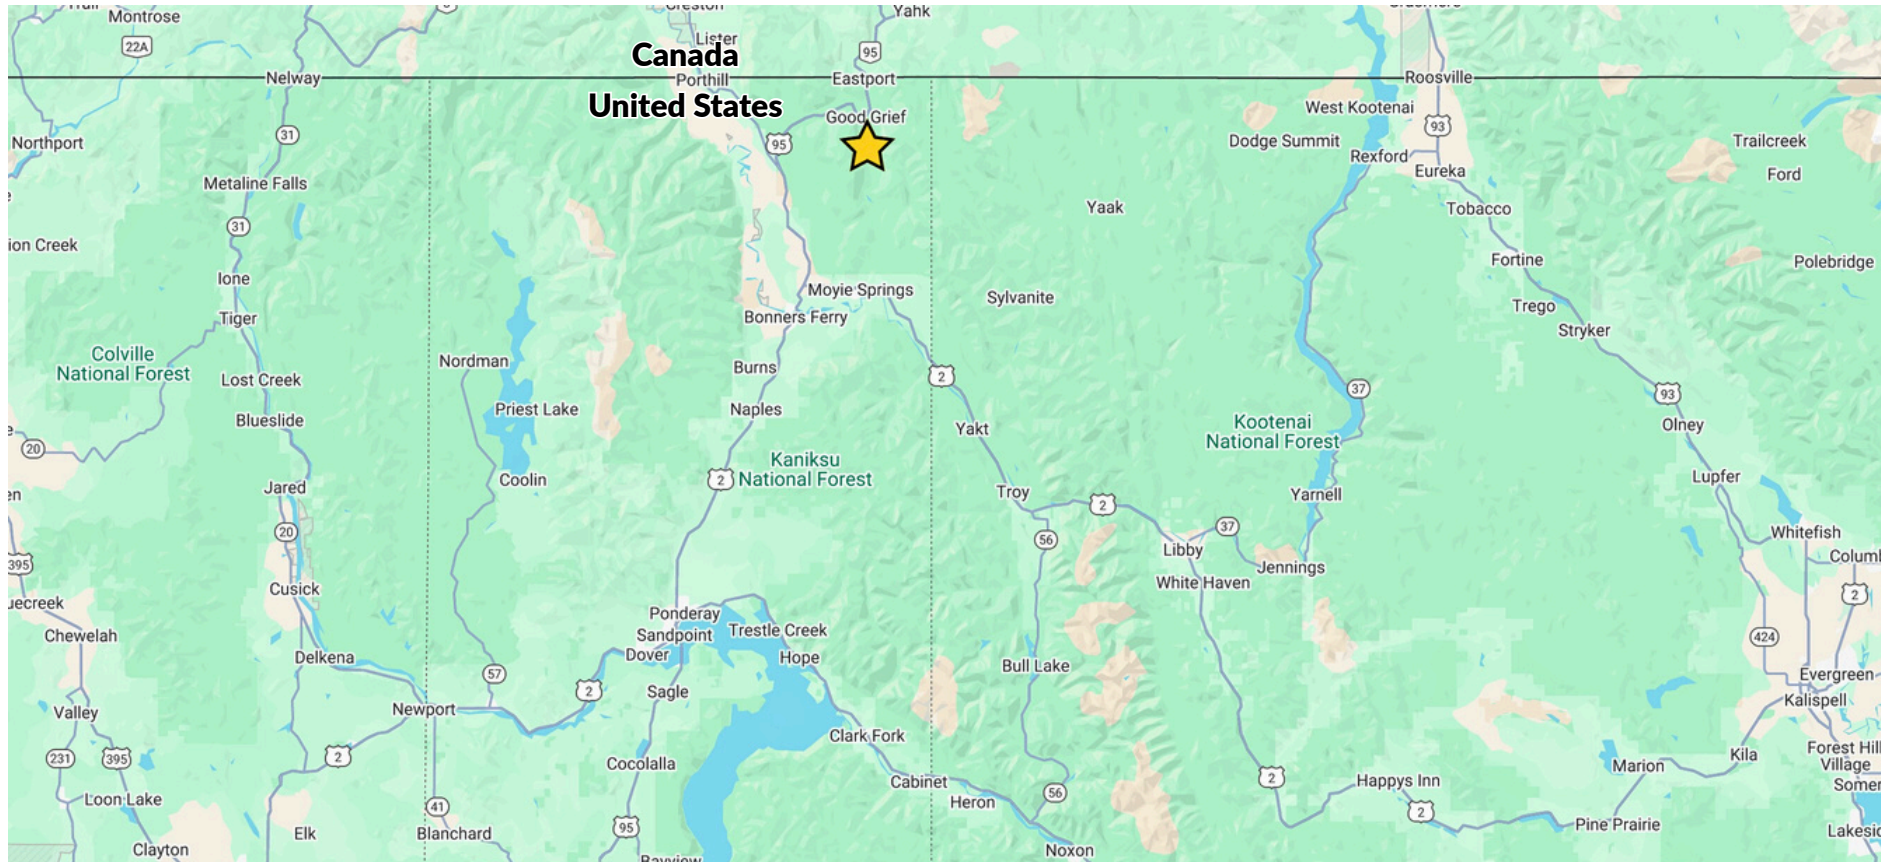 Montrose
Creston
Yahk
22A
Lister
Canada
95
Nelway
Porthill
Eastport
Roosville
United States
West Kootenai
Good Grief
31
95
93
Northport
Dodge Summit
Trailcreek
Rexford
Eureka
Ford
Metaline Falls
Yaak
Tobacco
31
ion Creek
Fortine
Polebridge
Ione
Moyie Springs
Sylvanite
Trego
Tiger
Bonners Ferry
Stryker
Colville
National Forest
Nordman
Burns
2
Lost Creek
37
93
Priest Lake
Naples
Blueslide
Yakt
Kootenai
National Forest
Olney
20
Kaniksu
National Forest
2
Coolin
Lupfer
en
Jared
Troy
Yarnell
2
20
37
Whitefish
56
Libby
Colum
395
Jennings
White Haven
Cusick
2
uecreek
Ponderay
Chewelah
Sandpoint
Trestle Creek
424
Dover
Hope
Delkena
Bull Lake
57
Evergreen
2
Sagle
Kalispell
Newport
Valley
Clark Fork
Forest Hill
Village
231
395
2
Cocolalla
Marion
Kila
Cabinet
2
Happys Inn
Somer
Loon Lake
41
Heron
56
2
Elk
Blanchard
95
Pine Prairie
Lakesid
Clayton
Bayview
Noxon